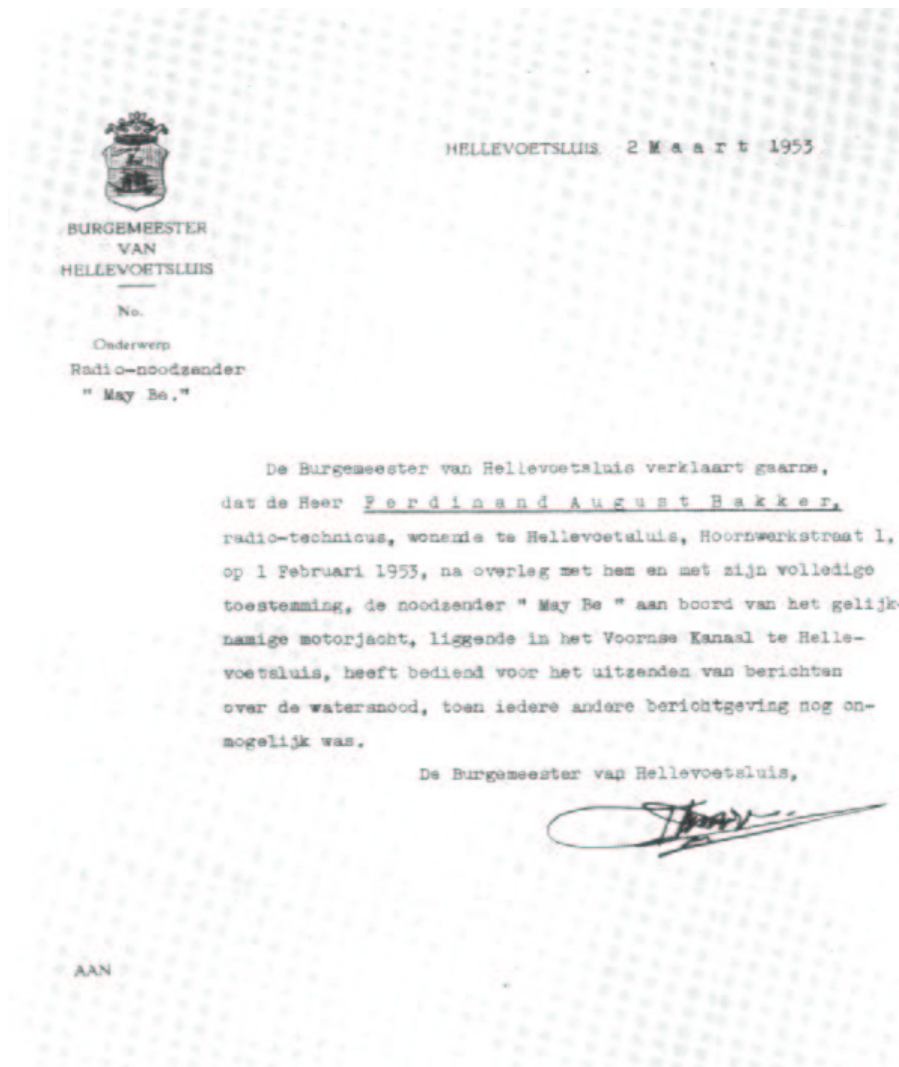 HELLEVOETSLUIS, 2 Maart 1953
BURGEMEESTER
VAN
HELLEVOETSLUIS
No.
Onderwerp
Radio-noodzender
" May Be."
De Burgemeester van Hellevoetsluis verklaart gaarne,
dat de Heer Ferdinand August Bakker,
radio-technicus, wonende te Hellevoetsluis, Hoornwerkstraat 1,
op 1 Februari 1953, na overleg met hem en met zijn volledige
toestemming, de noodzender " May Be " aan boord van het gelijk-
namige motorjacht, liggende in het Voornse Kanaal te Helle-
voetsluis, heeft bediend voor het uitzenden van berichten
over de watersnood, toen iedere andere berichtgeving nog on-
mogelijk was.
De Burgemeester van Hellevoetsluis,
AAN